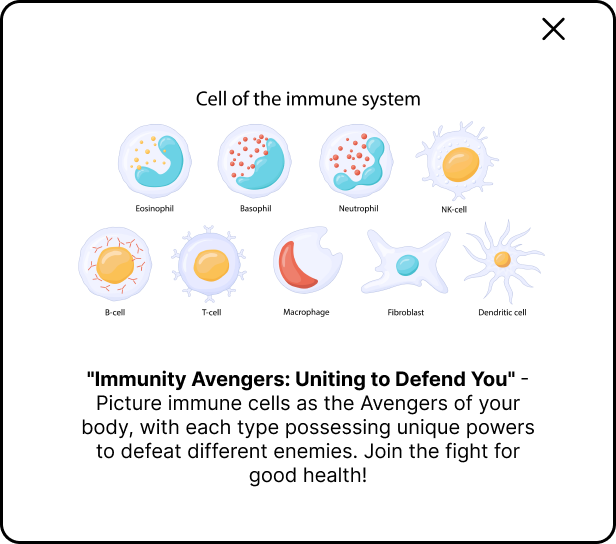 Cell of the immune system
Eosinophil
Basophil
Neutrophil
NK-cell
B-cell
T-cell
Macrophage
Fibroblast
Dendritic cell
"Immunity Avengers: Uniting to Defend You" -
Picture immune cells as the Avengers of your
body, with each type possessing unique powers
to defeat different enemies. Join the fight for
good health!